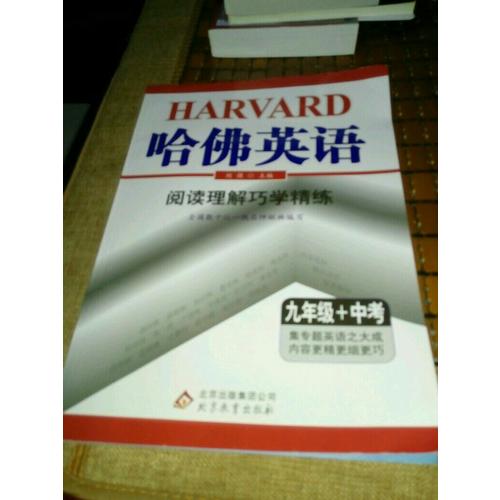 HARVARD
哈佛英语
主编
阅读理解巧学精练
九年级+中考
集专题英语之大成
内容更精更细更巧
北京出版集团公司
北京教育出版社